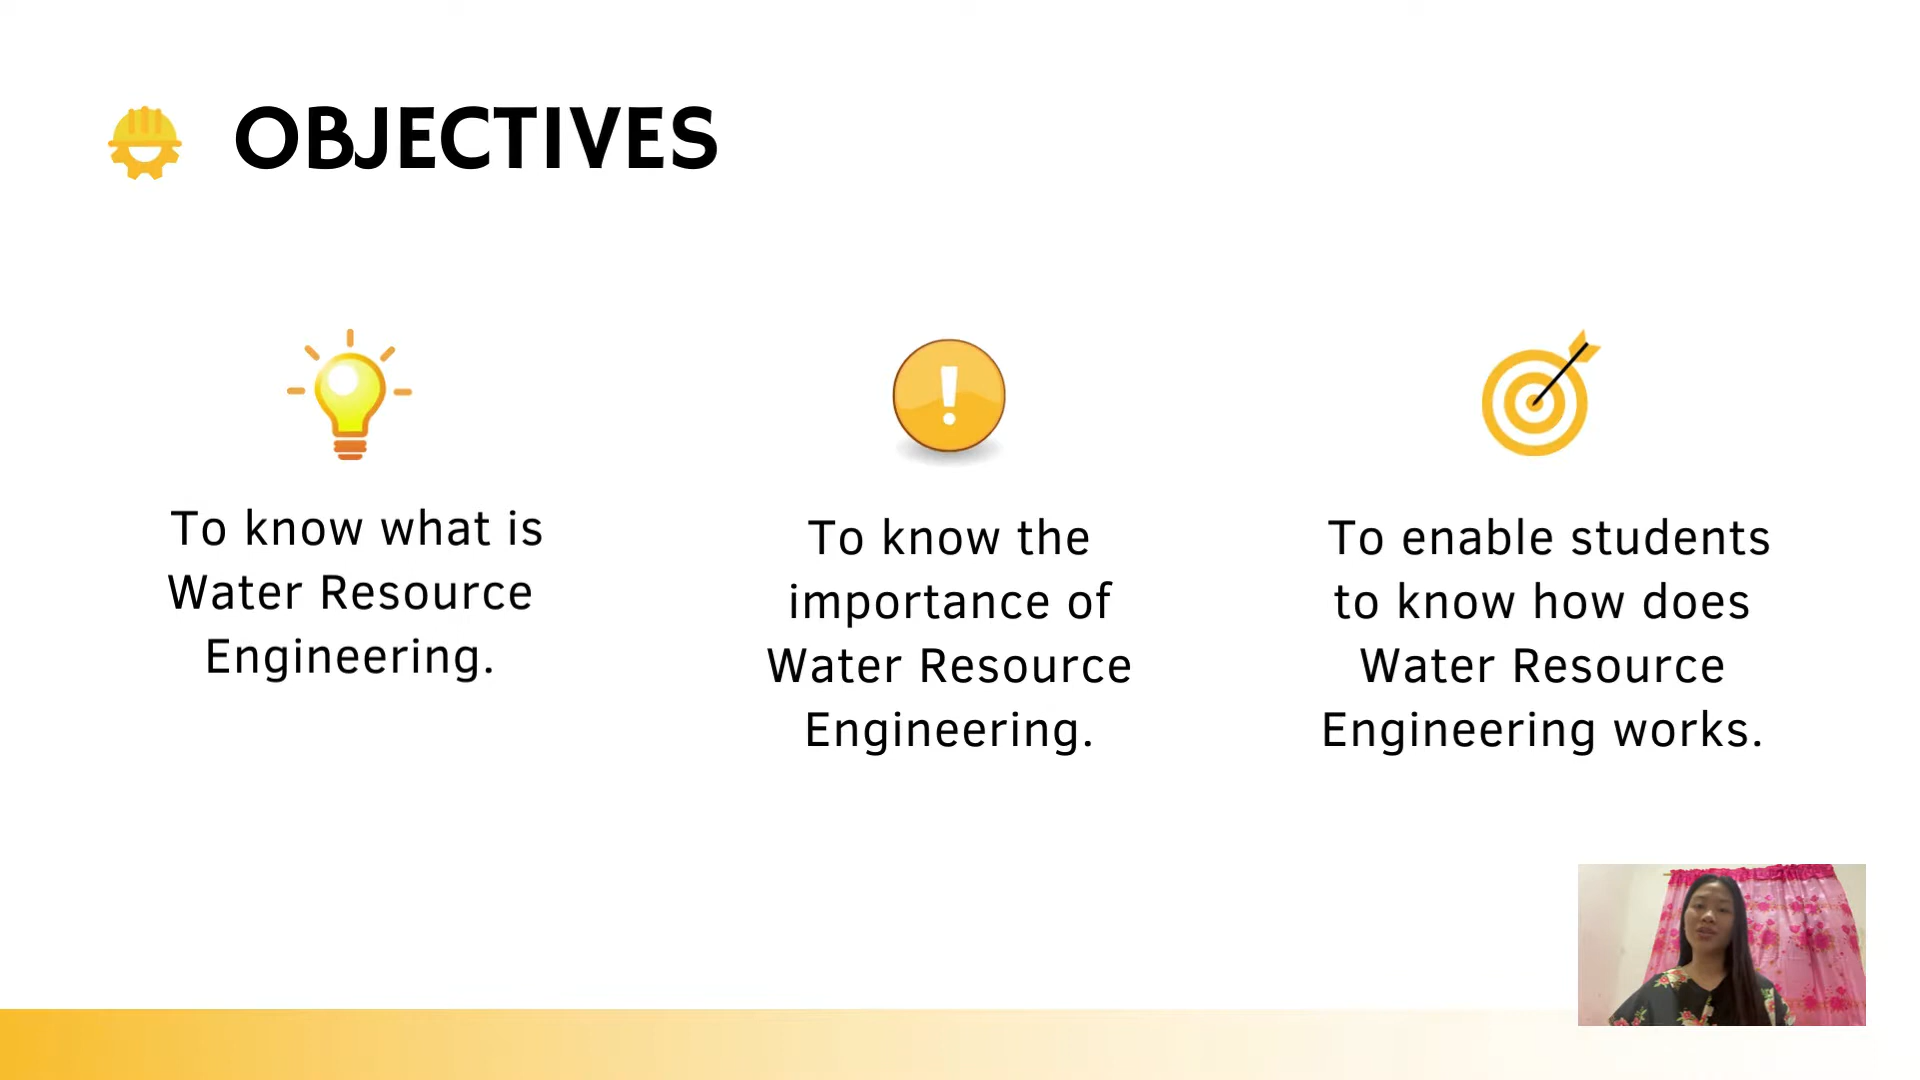 OBJECTIVES
To know what is
Water Resource
Engineering.
To know the
importance of
Water Resource
Engineering.
To enable students
to know how does
Water Resource
Engineering works.